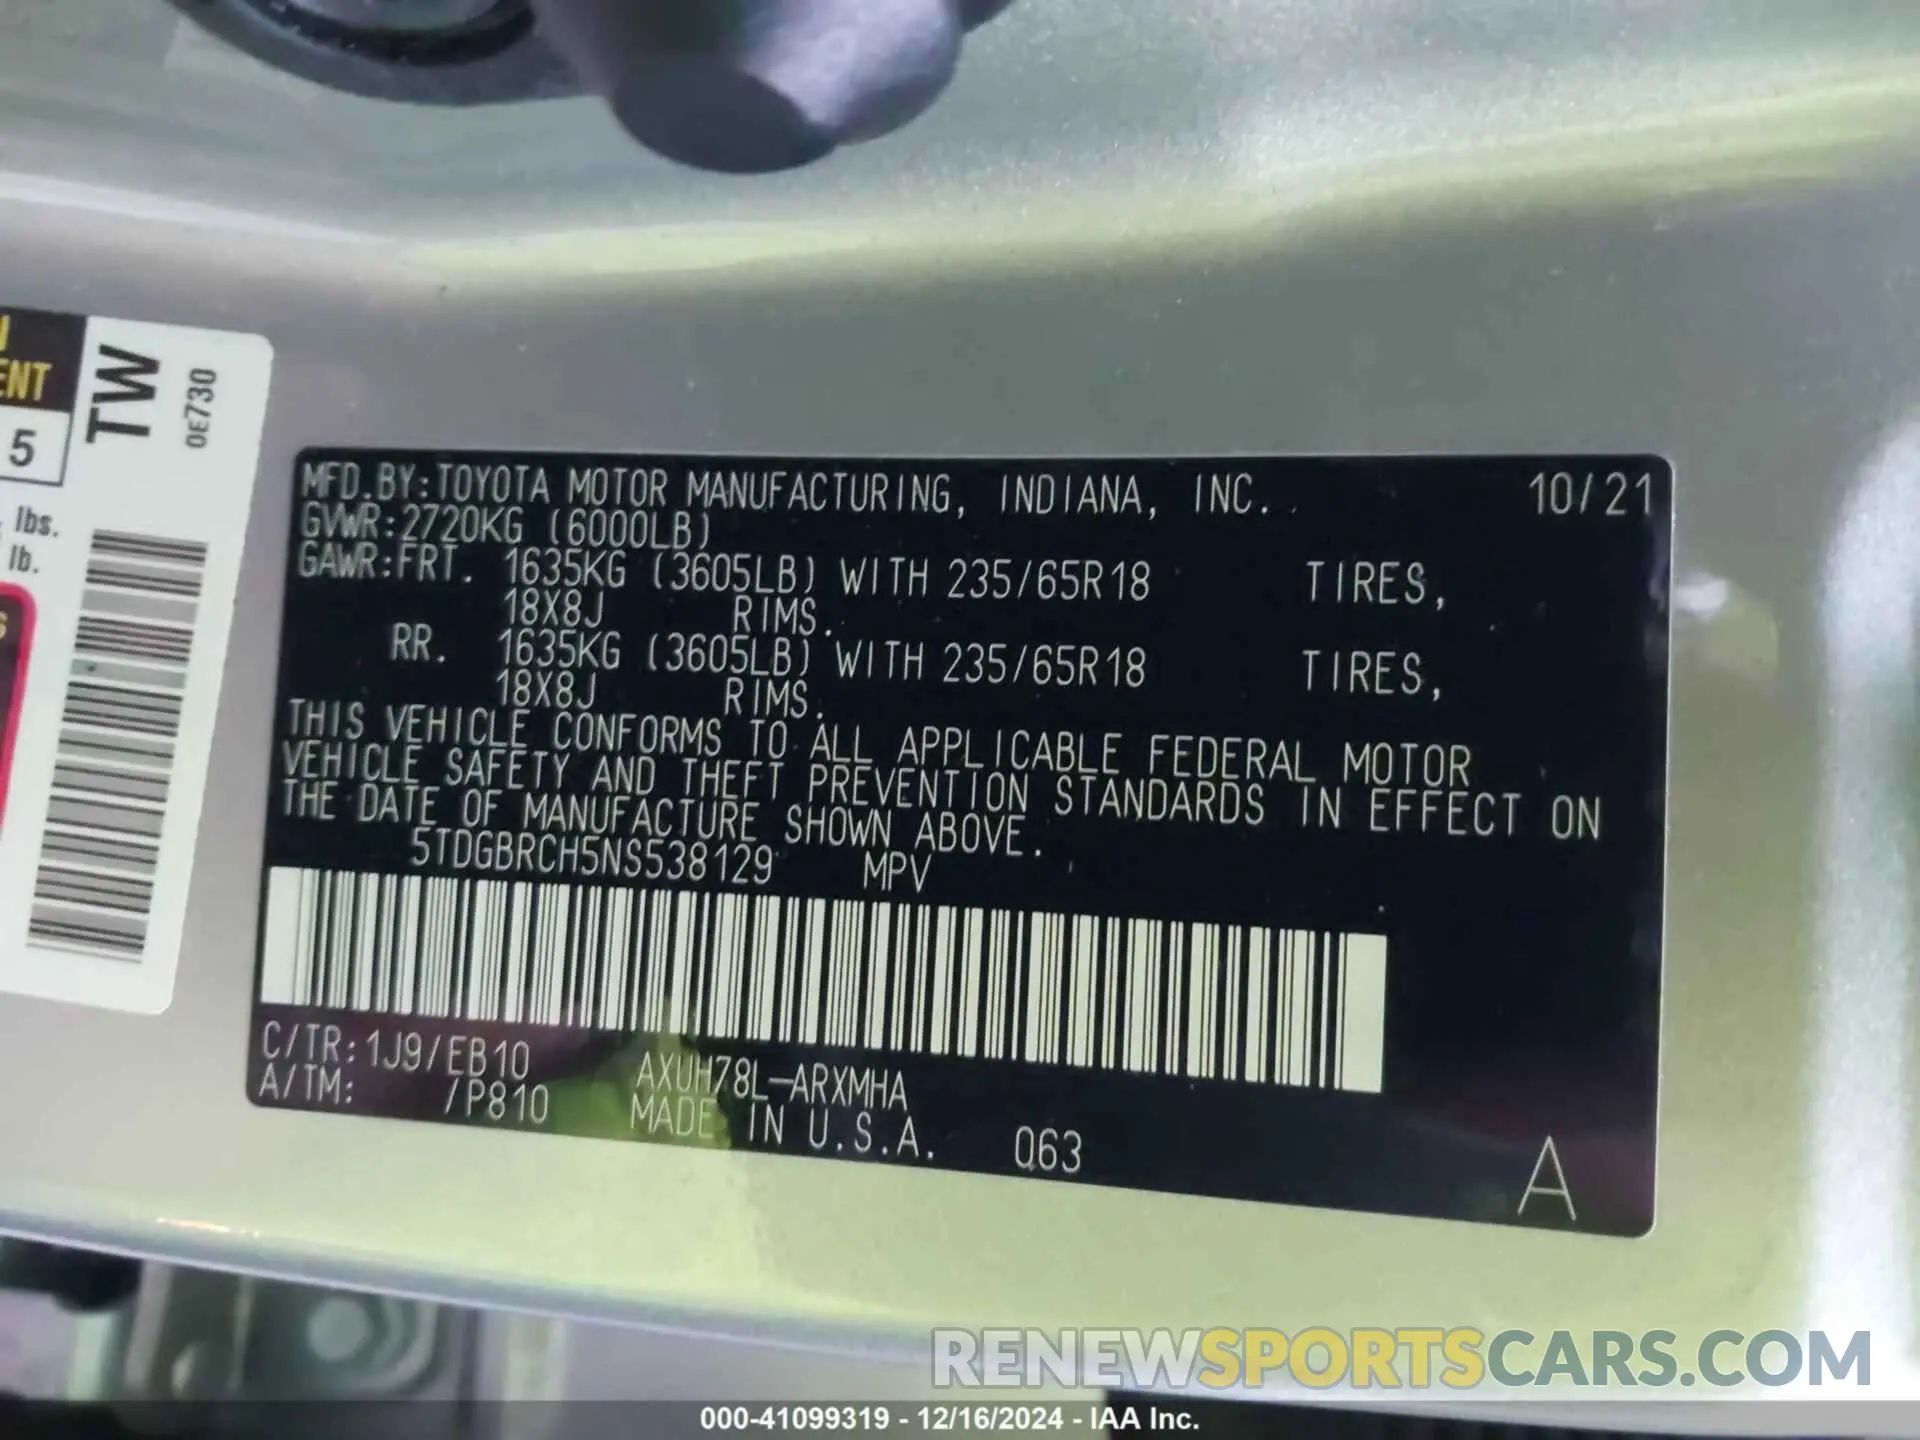 N
ENT
5
lbs.
lb.
S
TW
0E730
MFD.BY:TOYOTA MOTOR MANUFACTURING, INDIANA, INC. 10/21
GVWR:2720KG (6000LB)
GAWR:FRT. 1635KG (3605LB) WITH 235/65R18 TIRES,
18X8J RIMS.
RR. 1635KG (3605LB) WITH 235/65R18 TIRES,
18X8J RIMS.
THIS VEHICLE CONFORMS TO ALL APPLICABLE FEDERAL MOTOR
VEHICLE SAFETY AND THEFT PREVENTION STANDARDS IN EFFECT ON
THE DATE OF MANUFACTURE SHOWN ABOVE.
5TDGBRCH5NS538129 MPV
C/TR:1J9/EB10 AXUH78L-ARXMHA
A/TM: /P810 MADE IN U.S.A. Q63
A
RENEWSPORTSCARS.COM
000-41099319 - 12/16/2024 - IAA Inc.